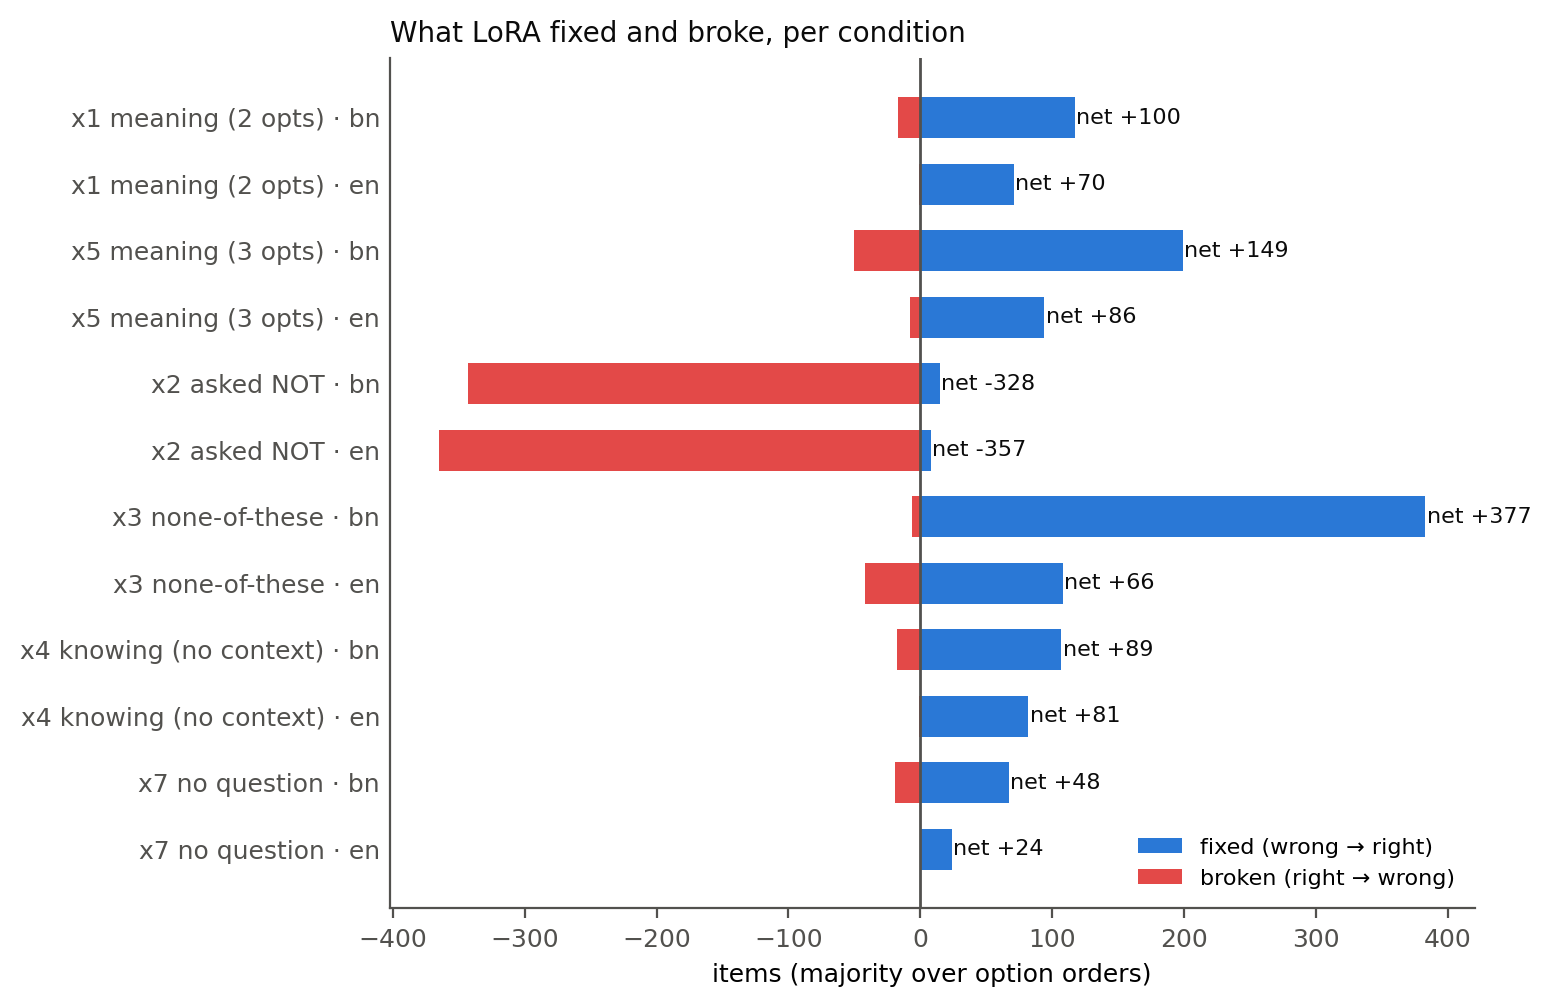 What LoRA fixed and broke, per condition
x1 meaning (2 opts) · bn
net +100
x1 meaning (2 opts) · en
net +70
x5 meaning (3 opts) · bn
net +149
x5 meaning (3 opts) · en
net +86
x2 asked NOT · bn
net -328
x2 asked NOT · en
net -357
x3 none-of-these · bn
net +377
x3 none-of-these · en
net +66
x4 knowing (no context) · bn
net +89
x4 knowing (no context) · en
net +81
x7 no question · bn
net +48
x7 no question · en
net +24
fixed (wrong → right)
broken (right → wrong)
−400 −300 −200 −100 0 100 200 300 400
items (majority over option orders)